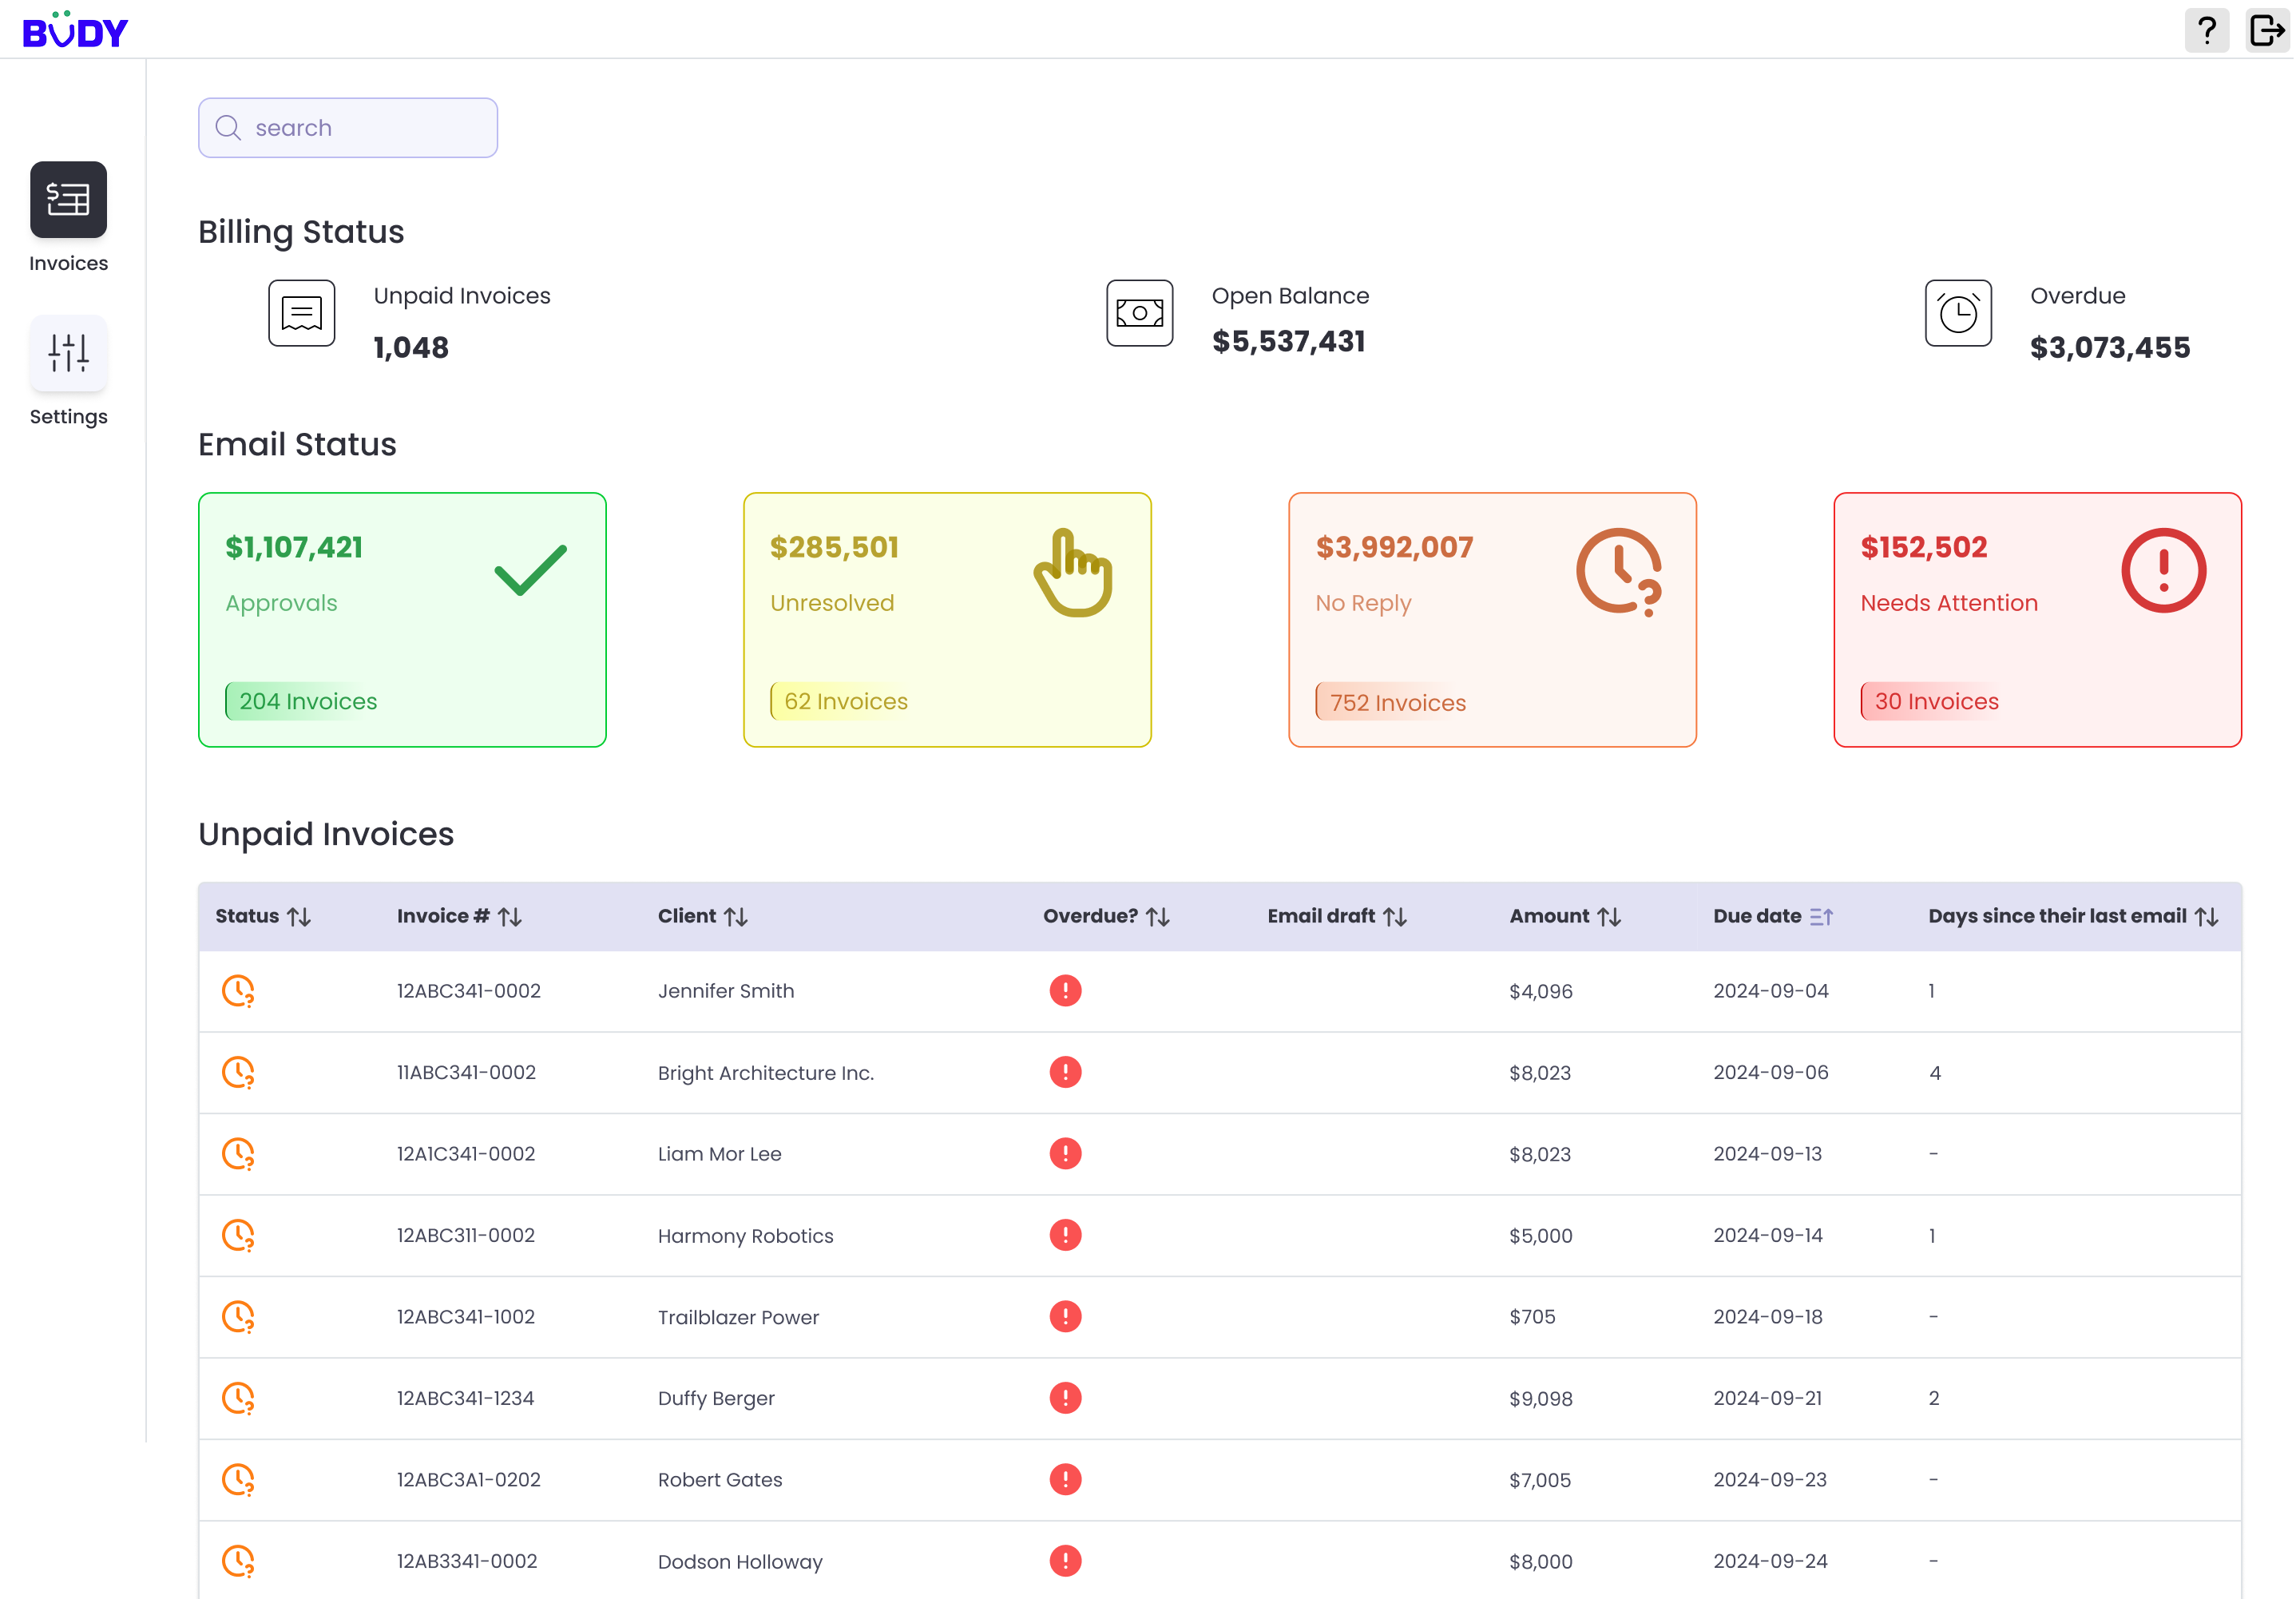 BUDY
?
search
Invoices
Settings
Billing Status
Unpaid Invoices
1,048
Open Balance
$5,537,431
Overdue
$3,073,455
Email Status
$1,107,421
Approvals
204 Invoices
$285,501
Unresolved
62 Invoices
$3,992,007
No Reply
752 Invoices
$152,502
Needs Attention
30 Invoices
Unpaid Invoices
Status Invoice # Client Overdue? Email draft Amount Due date Days since their last email
12ABC341-0002 Jennifer Smith $4,096 2024-09-04 1
11ABC341-0002 Bright Architecture Inc. $8,023 2024-09-06 4
12A1C341-0002 Liam Mor Lee $8,023 2024-09-13 -
12ABC311-0002 Harmony Robotics $5,000 2024-09-14 1
12ABC341-1002 Trailblazer Power $705 2024-09-18 -
12ABC341-1234 Duffy Berger $9,098 2024-09-21 2
12ABC3A1-0202 Robert Gates $7,005 2024-09-23 -
12AB3341-0002 Dodson Holloway $8,000 2024-09-24 -